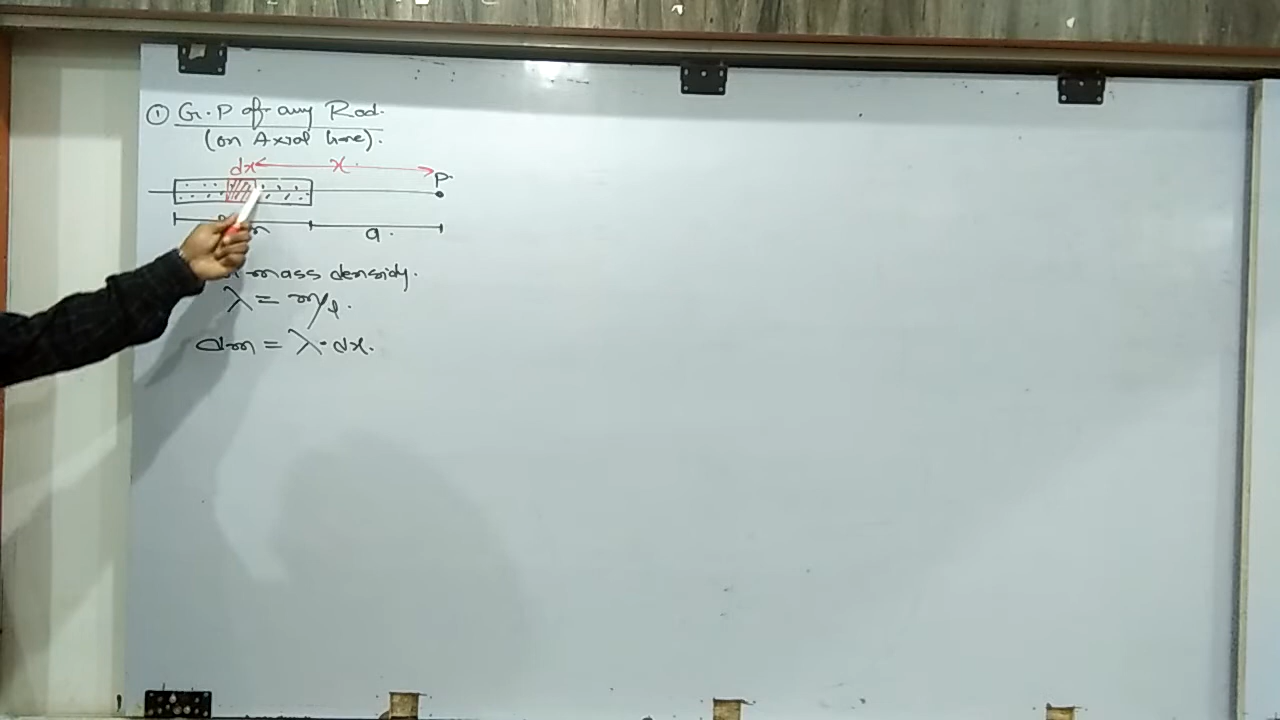 ① G.P of any Rod.
(on Axial line).
dx x
P.
a.
mass density.
λ = m/l.
dm = λ·dx.